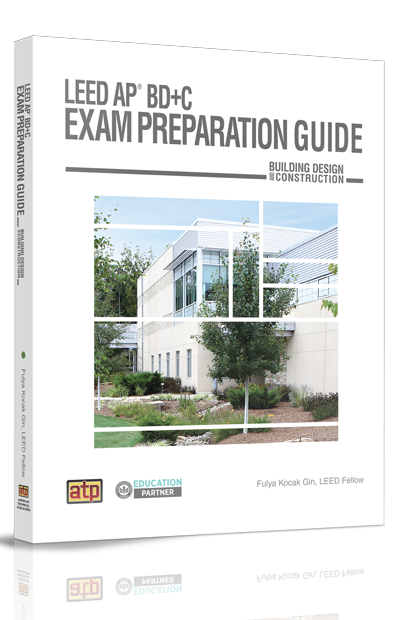 LEED AP® BD+C
EXAM PREPARATION GUIDE
BUILDING DESIGN
AND CONSTRUCTION
Fulya Kocak Gin, LEED Fellow
atp
EDUCATION
PARTNER
LEED AP® BD+C
EXAM PREPARATION GUIDE
BUILDING DESIGN
AND CONSTRUCTION
Fulya Kocak Gin, LEED Fellow
atp